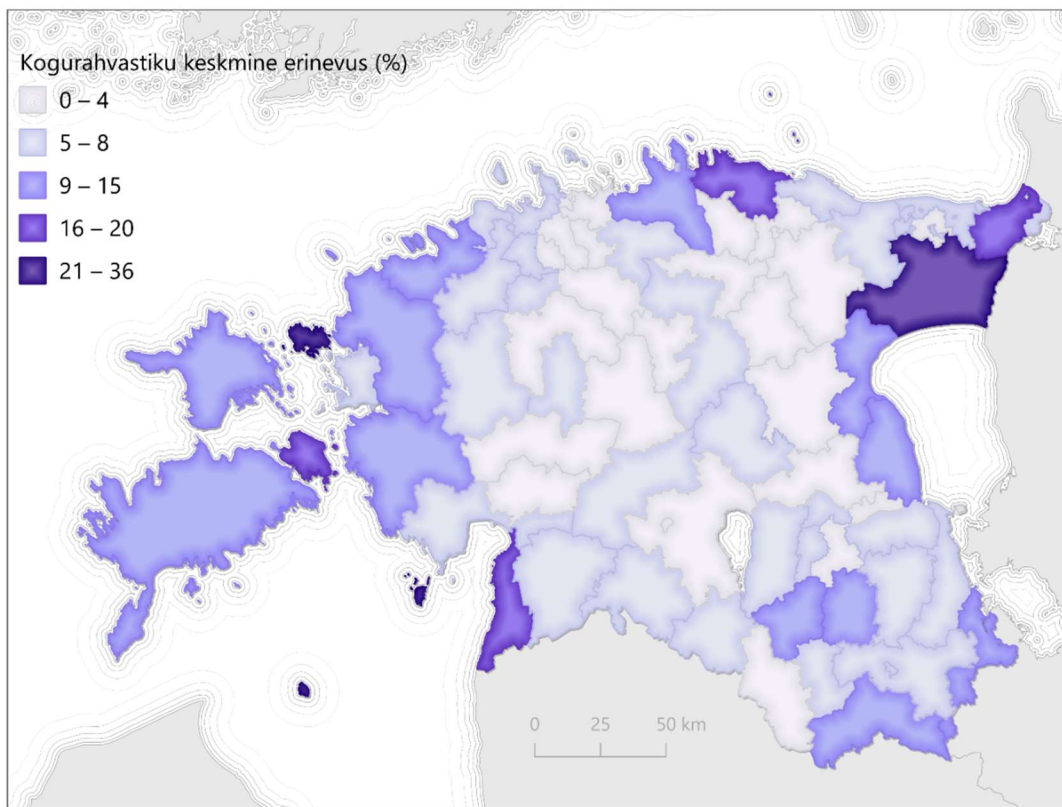 Kogurahvastiku keskmine erinevus (%)
0 – 4
5 – 8
9 – 15
16 – 20
21 – 36
0 25 50 km